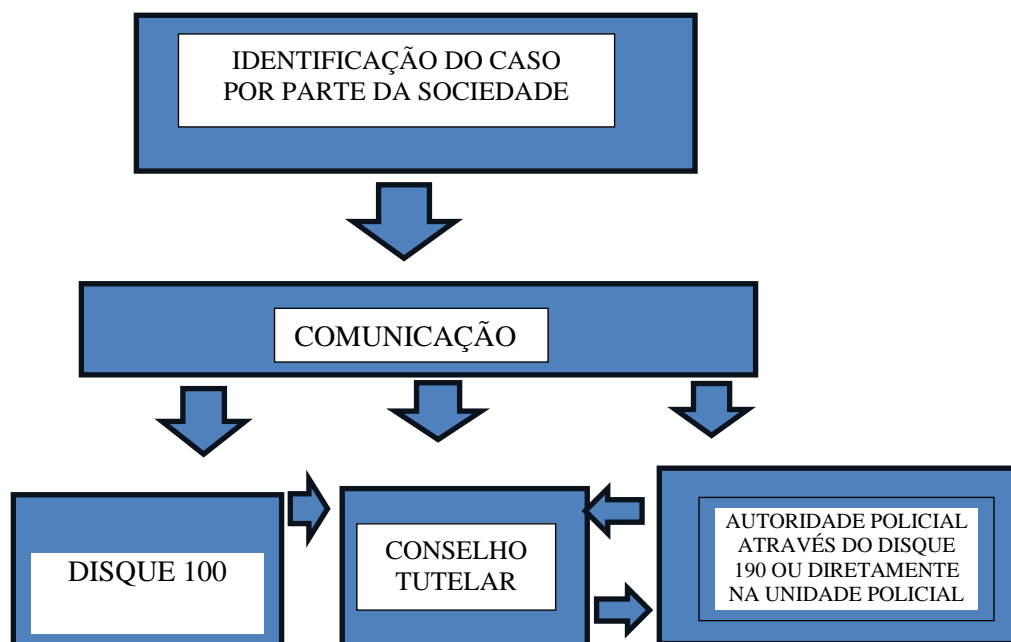 IDENTIFICAÇÃO DO CASO
POR PARTE DA SOCIEDADE
COMUNICAÇÃO
DISQUE 100
CONSELHO
TUTELAR
AUTORIDADE POLICIAL
ATRAVÉS DO DISQUE
190 OU DIRETAMENTE
NA UNIDADE POLICIAL